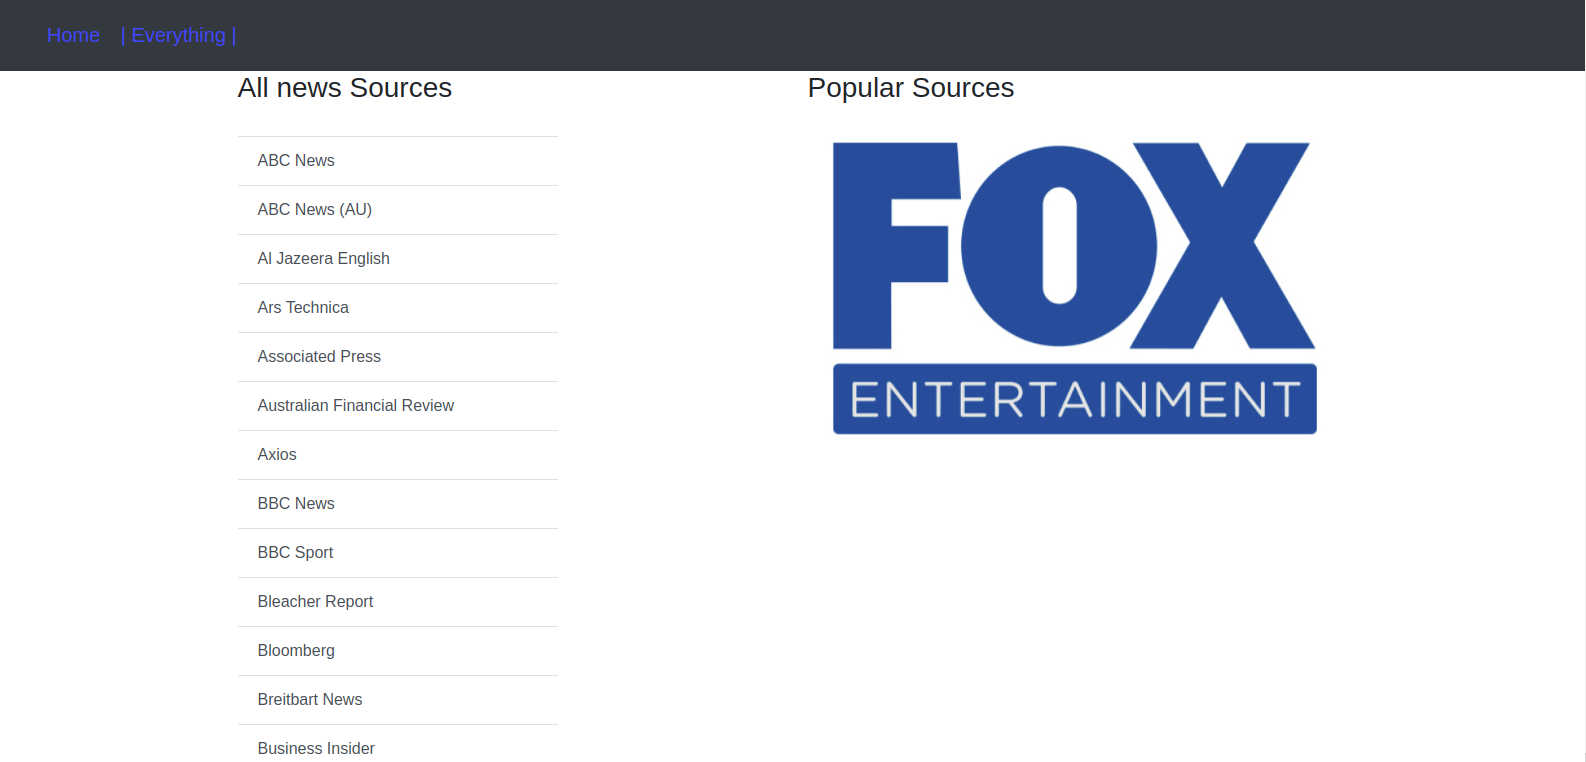 Home | Everything |
All news Sources
ABC News
ABC News (AU)
Al Jazeera English
Ars Technica
Associated Press
Australian Financial Review
Axios
BBC News
BBC Sport
Bleacher Report
Bloomberg
Breitbart News
Business Insider
Popular Sources
FOX
ENTERTAINMENT